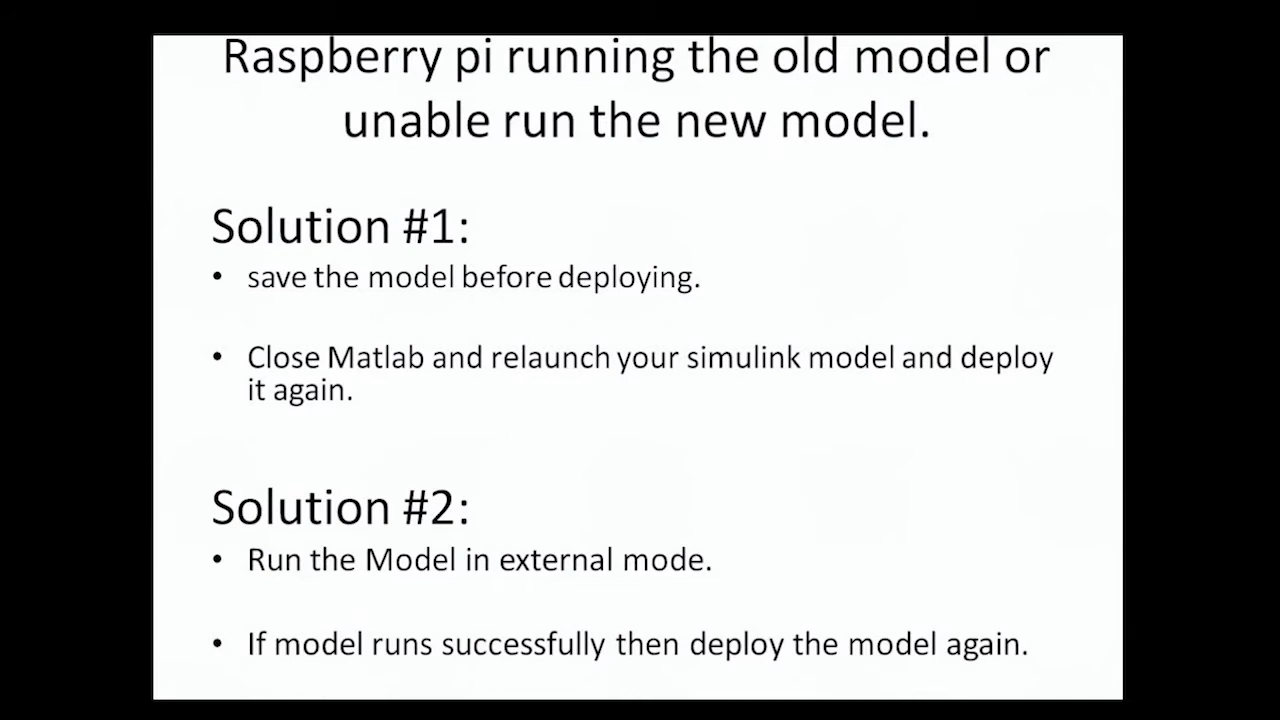 Raspberry pi running the old model or
unable run the new model.
Solution #1:
• save the model before deploying.
• Close Matlab and relaunch your simulink model and deploy
it again.
Solution #2:
• Run the Model in external mode.
• If model runs successfully then deploy the model again.